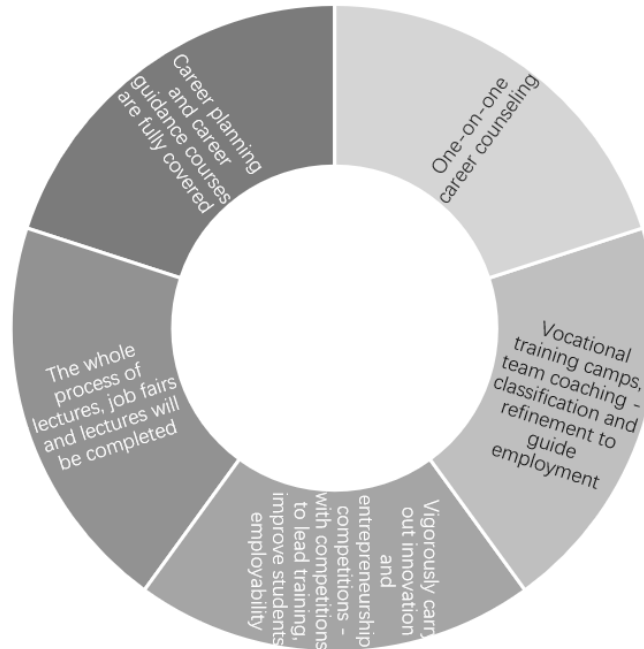 One-on-one
career counseling
Vocational
training camps,
team coaching -
classification and
refinement to
guide
employment
Vigorously carry
out innovation
and
entrepreneurship
competitions -
with competitions
to lead training,
improve students'
employability
The whole
process of
lectures, job fairs
and lectures will
be completed
Career planning
and career
guidance courses
are fully covered